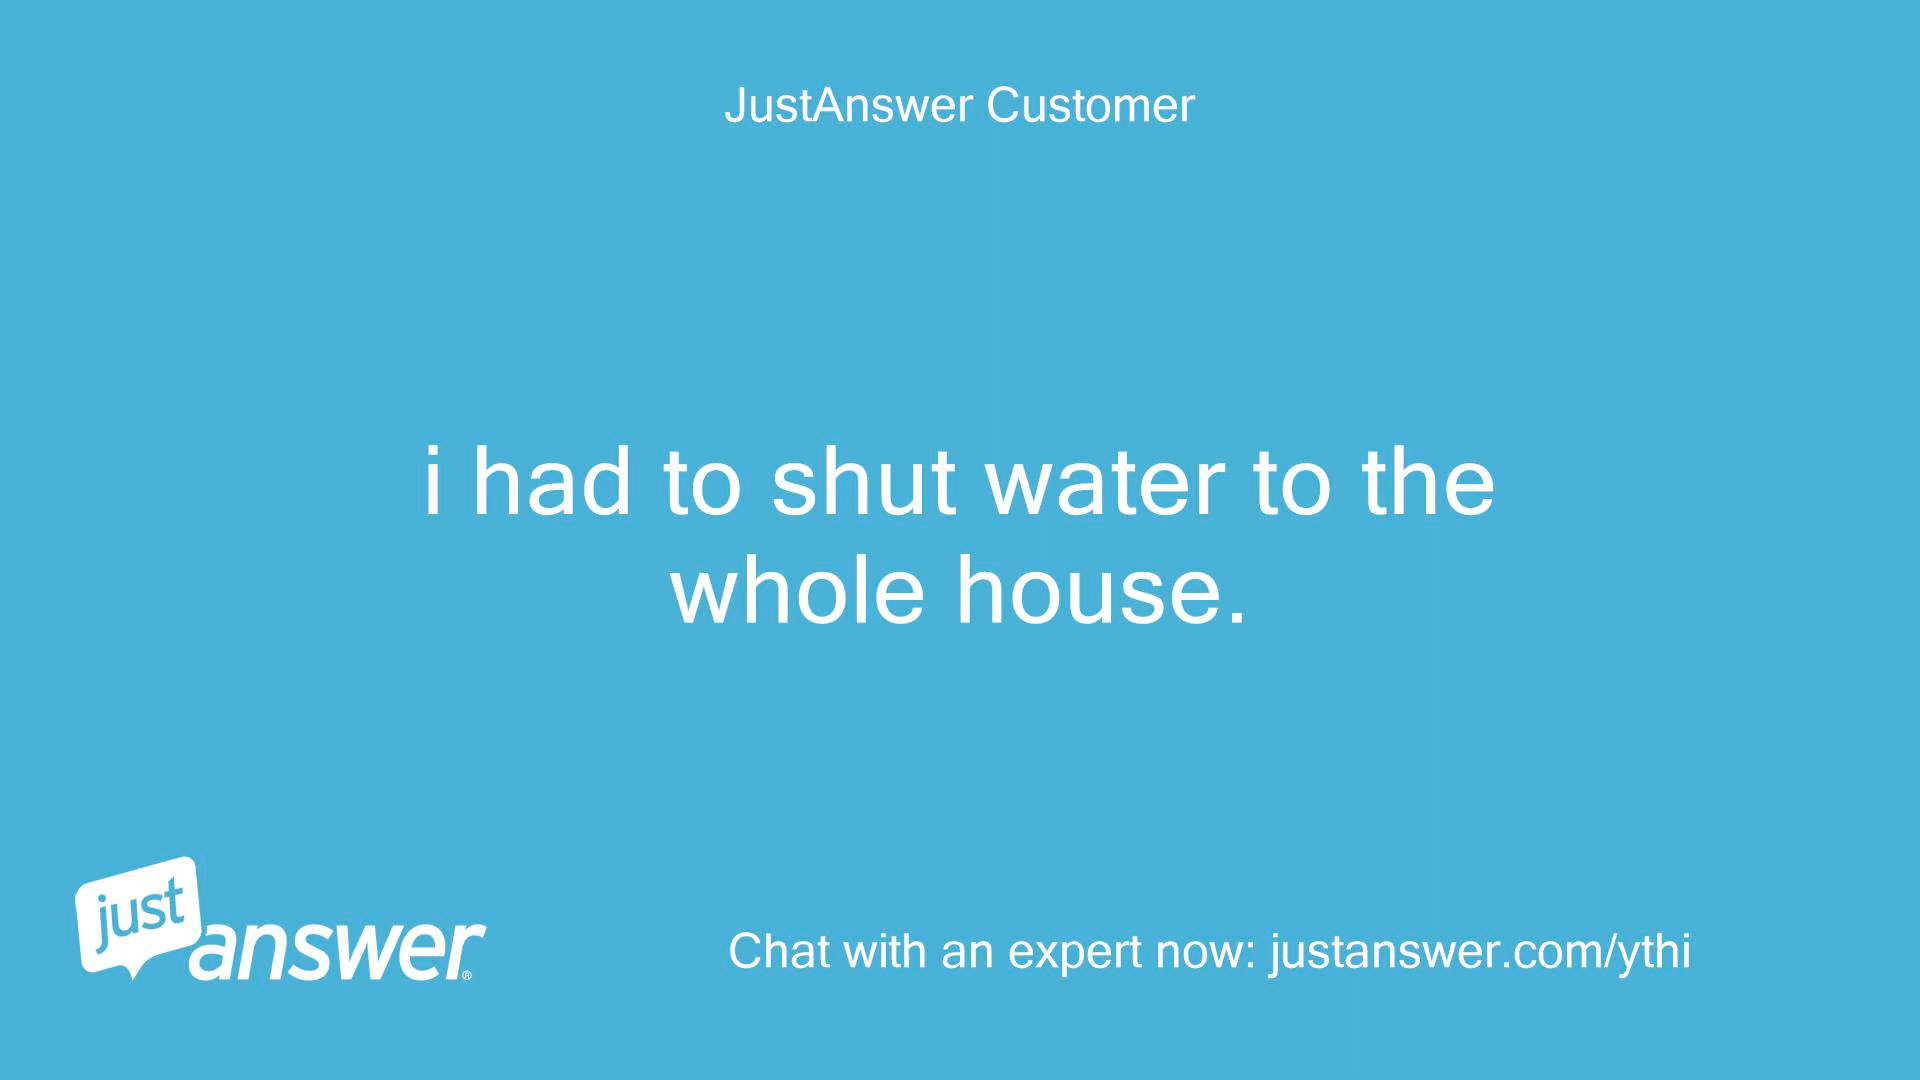 JustAnswer Customer
i had to shut water to the
whole house.
just
answer®
Chat with an expert now: justanswer.com/ythi